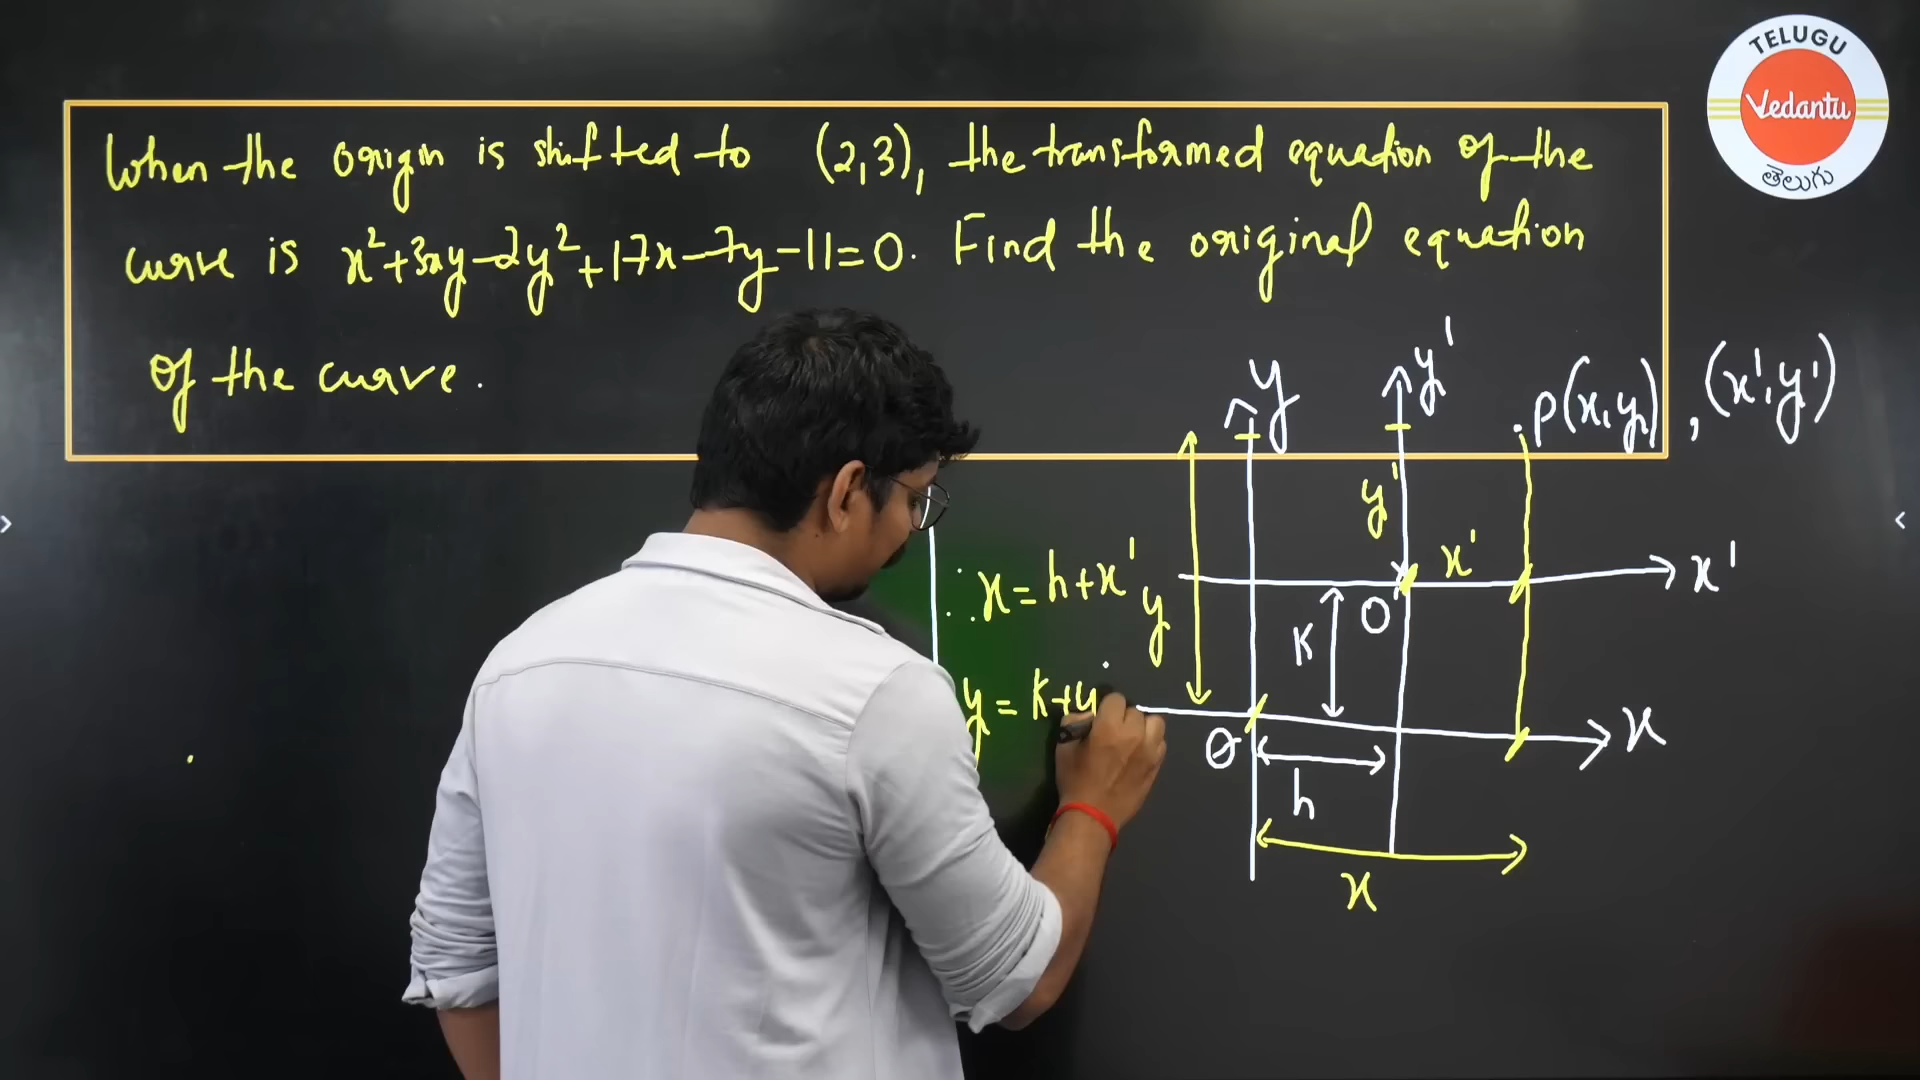 TELUGU
Vedantu
తెలుగు
When the origin is shifted to (2,3), the transformed equation of the
curve is x²+3xy-2y²+17x-7y-11=0. Find the original equation
of the curve.
y
y'
P(x,y), (x',y')
y'
x'
x'
∴ x = h+x'
y
O'
K
y = K+y'
O
x
h
x